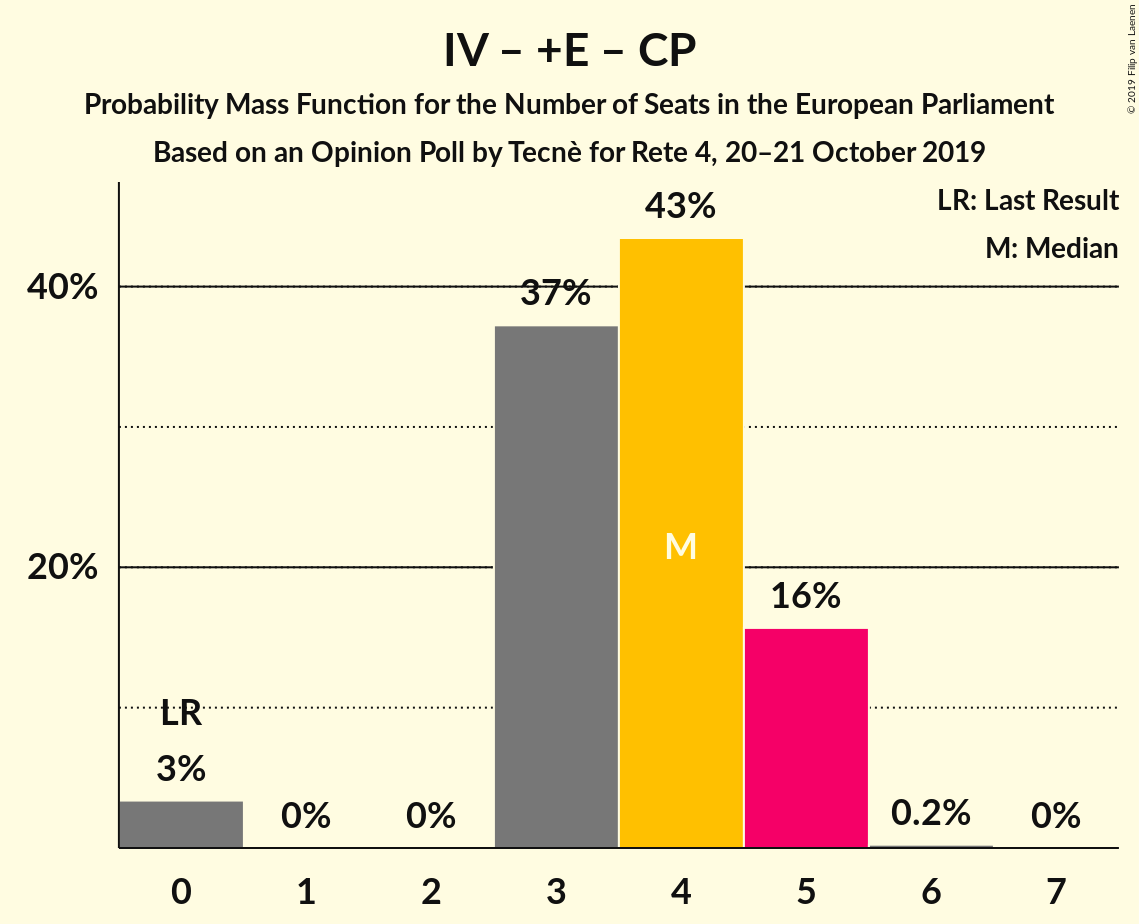 IV – +E – CP
Probability Mass Function for the Number of Seats in the European Parliament
Based on an Opinion Poll by Tecnè for Rete 4, 20–21 October 2019
© 2019 Filip van Laenen
LR: Last Result
M: Median
40%
20%
LR
3%
0%
0%
37%
43%
M
16%
0.2%
0%
0 1 2 3 4 5 6 7